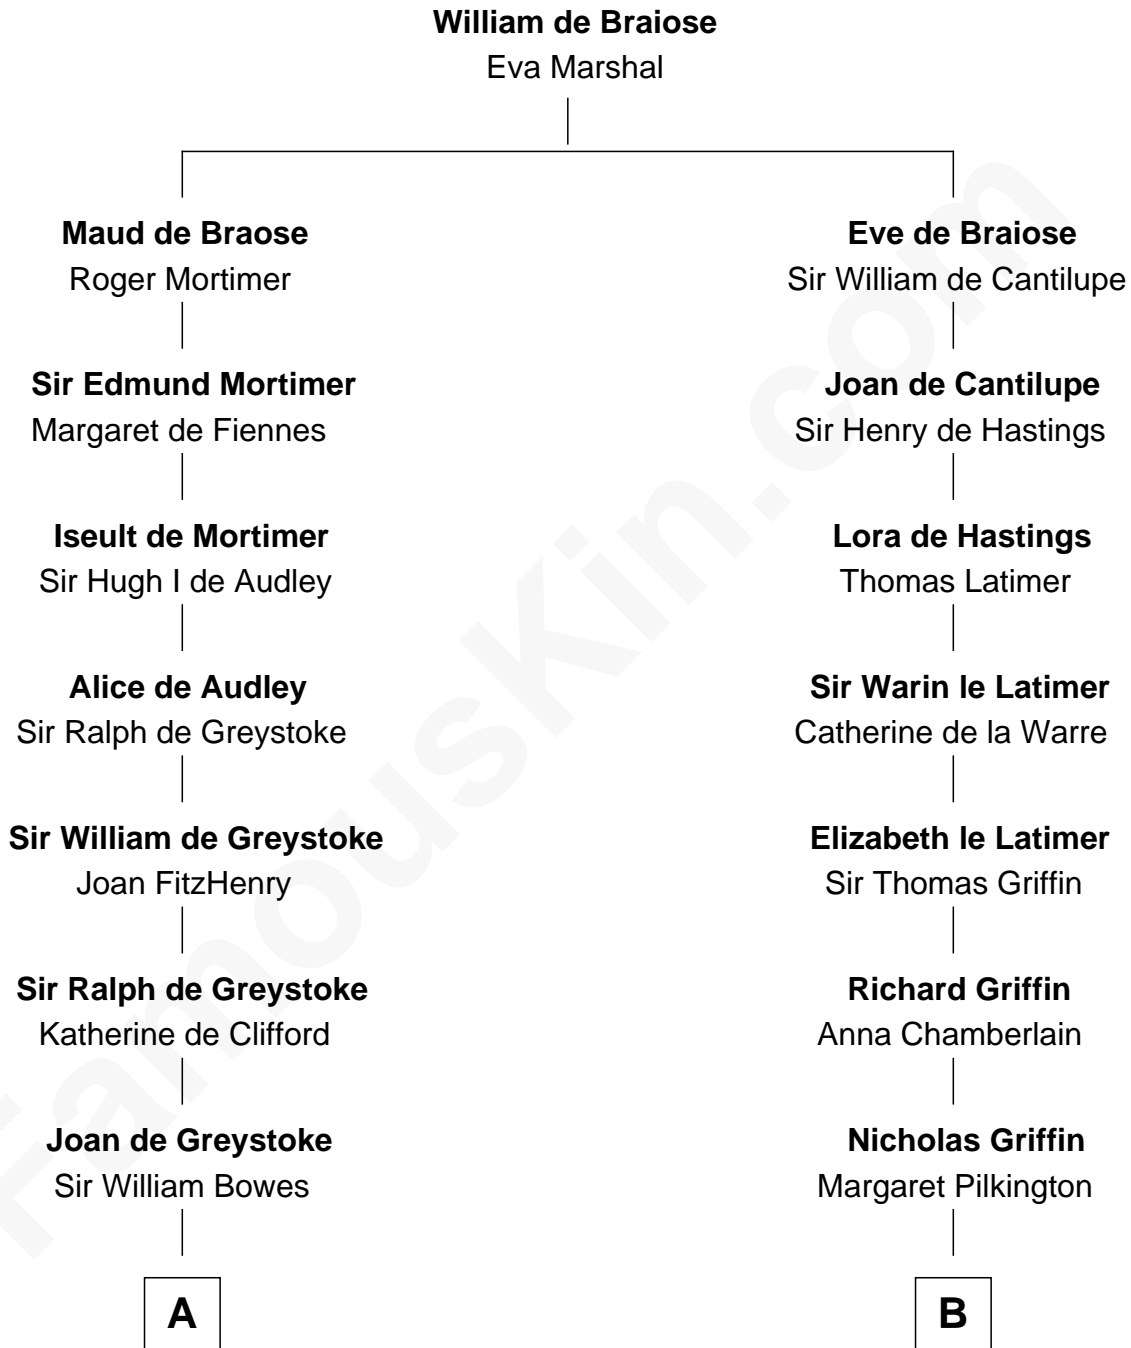 William de Braiose
Eva Marshal
Maud de Braose
Roger Mortimer
Eve de Braiose
Sir William de Cantilupe
Sir Edmund Mortimer
Margaret de Fiennes
Joan de Cantilupe
Sir Henry de Hastings
Iseult de Mortimer
Sir Hugh I de Audley
Lora de Hastings
Thomas Latimer
Alice de Audley
Sir Ralph de Greystoke
Sir Warin le Latimer
Catherine de la Warre
Sir William de Greystoke
Joan FitzHenry
Elizabeth le Latimer
Sir Thomas Griffin
Sir Ralph de Greystoke
Katherine de Clifford
Richard Griffin
Anna Chamberlain
Joan de Greystoke
Sir William Bowes
Nicholas Griffin
Margaret Pilkington
A
B
FamousKin.com